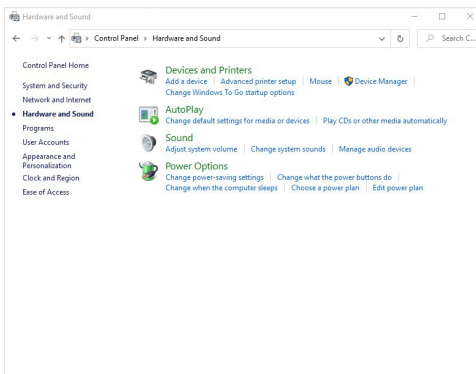 Hardware and Sound
Control Panel > Hardware and Sound
Search C...
Control Panel Home
System and Security
Network and Internet
Hardware and Sound
Programs
User Accounts
Appearance and
Personalization
Clock and Region
Ease of Access
Devices and Printers
Add a device | Advanced printer setup | Mouse | Device Manager |
Change Windows To Go startup options
AutoPlay
Change default settings for media or devices | Play CDs or other media automatically
Sound
Adjust system volume | Change system sounds | Manage audio devices
Power Options
Change power-saving settings | Change what the power buttons do |
Change when the computer sleeps | Choose a power plan | Edit power plan